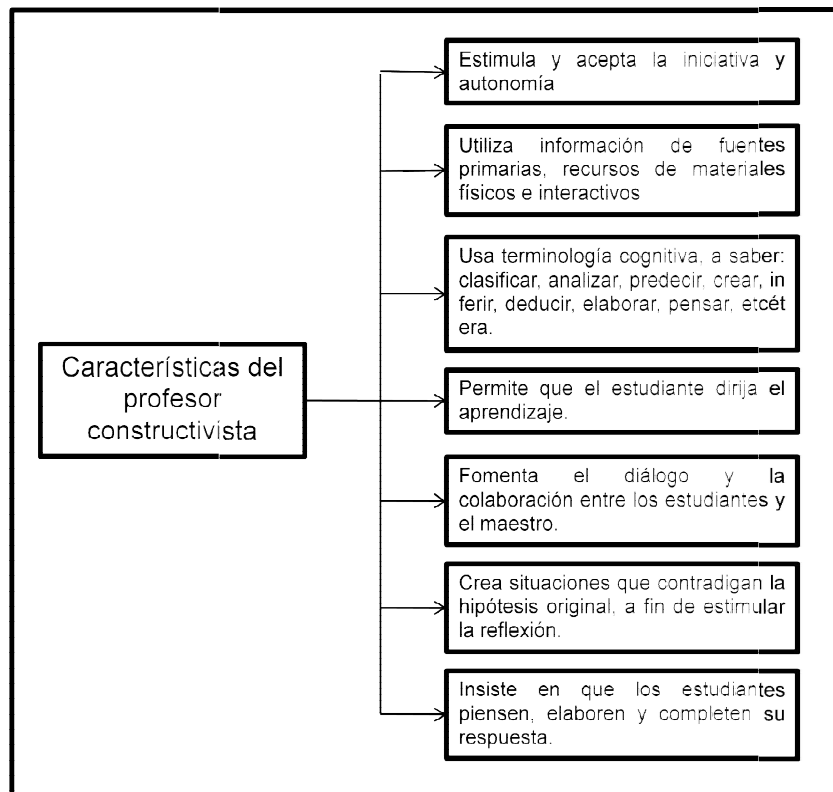 Estimula y acepta la iniciativa y
autonomía
Utiliza información de fuentes
primarias, recursos de materiales
físicos e interactivos
Usa terminología cognitiva, a saber:
clasificar, analizar, predecir, crear, in
ferir, deducir, elaborar, pensar, etcét
era.
Características del
profesor
constructivista
Permite que el estudiante dirija el
aprendizaje.
Fomenta el diálogo y la
colaboración entre los estudiantes y
el maestro.
Crea situaciones que contradigan la
hipótesis original, a fin de estimular
la reflexión.
Insiste en que los estudiantes
piensen, elaboren y completen su
respuesta.